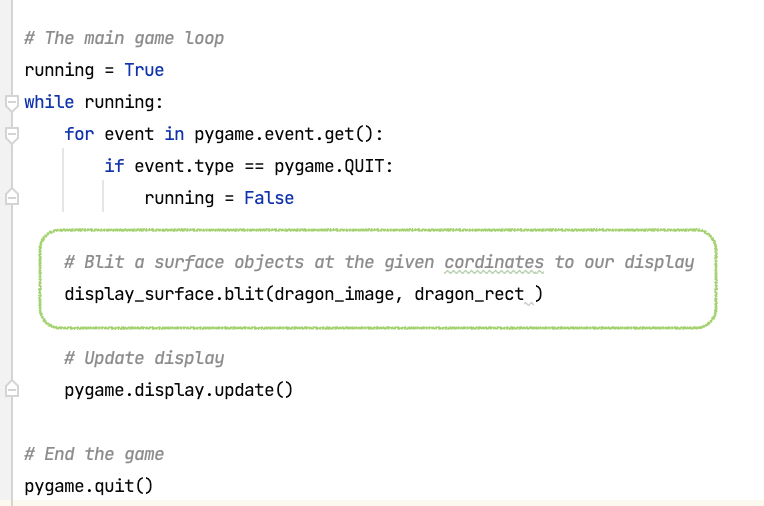 # The main game loop
running = True
while running:
    for event in pygame.event.get():
        if event.type == pygame.QUIT:
            running = False
    # Blit a surface objects at the given cordinates to our display
    display_surface.blit(dragon_image, dragon_rect )
    # Update display
    pygame.display.update()
# End the game
pygame.quit()